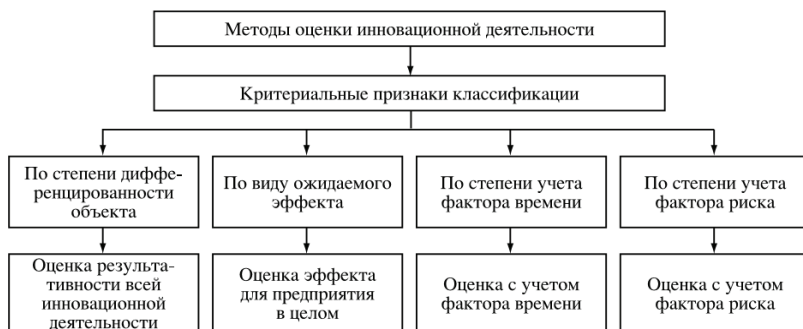 Методы оценки инновационной деятельности
Критериальные признаки классификации
По степени диффе-
ренцированности
объекта
По виду ожидаемого
эффекта
По степени учета
фактора времени
По степени учета
фактора риска
Оценка результа-
тивности всей
инновационной
деятельности
Оценка эффекта
для предприятия
в целом
Оценка с учетом
фактора времени
Оценка с учетом
фактора риска